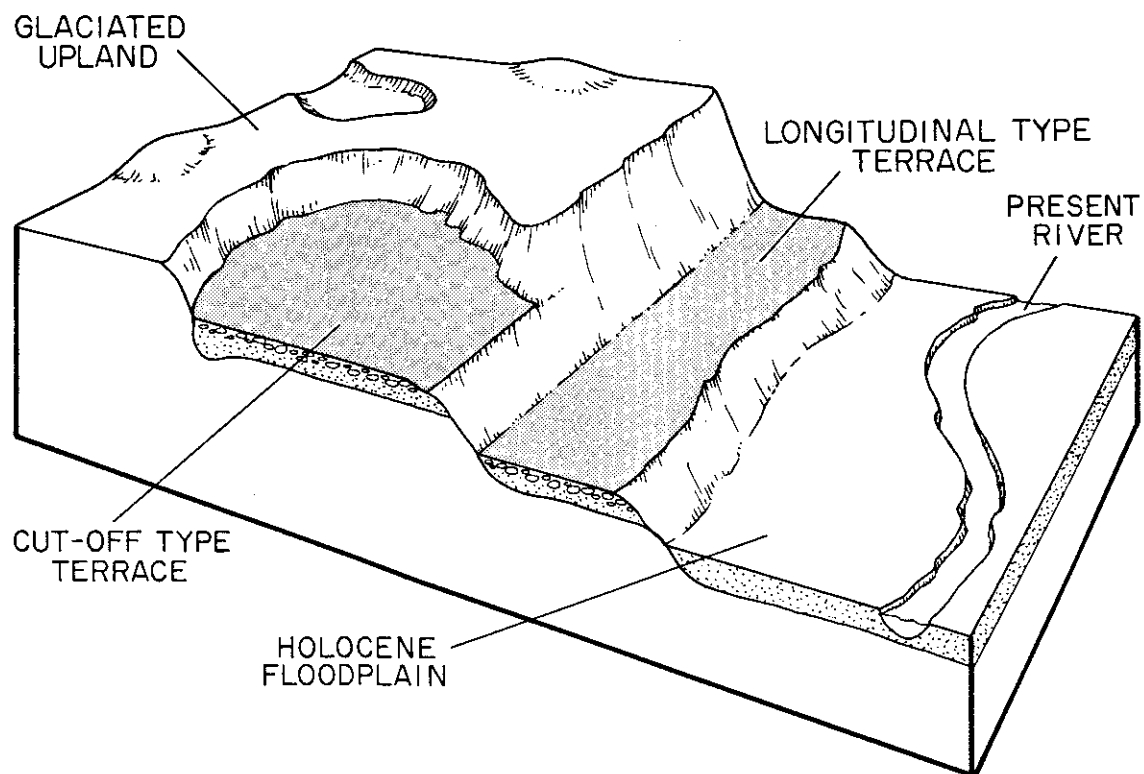 GLACIATED
UPLAND
LONGITUDINAL TYPE
TERRACE
PRESENT
RIVER
CUT-OFF TYPE
TERRACE
HOLOCENE
FLOODPLAIN